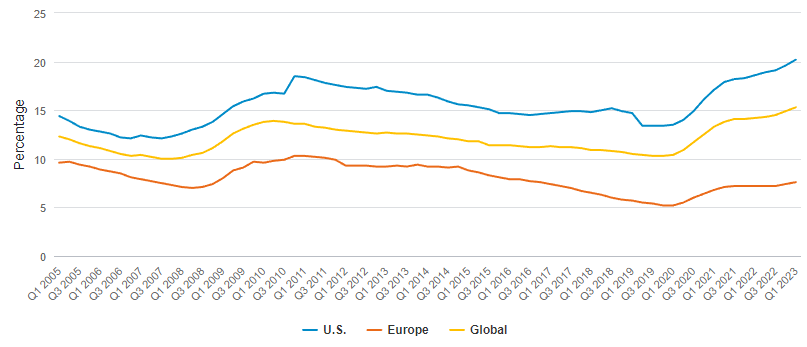 25
20
15
10
5
0
Percentage
Q1 2005
Q3 2005
Q1 2006
Q3 2006
Q1 2007
Q3 2007
Q1 2008
Q3 2008
Q1 2009
Q3 2009
Q1 2010
Q3 2010
Q1 2011
Q3 2011
Q1 2012
Q3 2012
Q1 2013
Q3 2013
Q1 2014
Q3 2014
Q1 2015
Q3 2015
Q1 2016
Q3 2016
Q1 2017
Q3 2017
Q1 2018
Q3 2018
Q1 2019
Q3 2019
Q1 2020
Q3 2020
Q1 2021
Q3 2021
Q1 2022
Q3 2022
Q1 2023
U.S. Europe Global